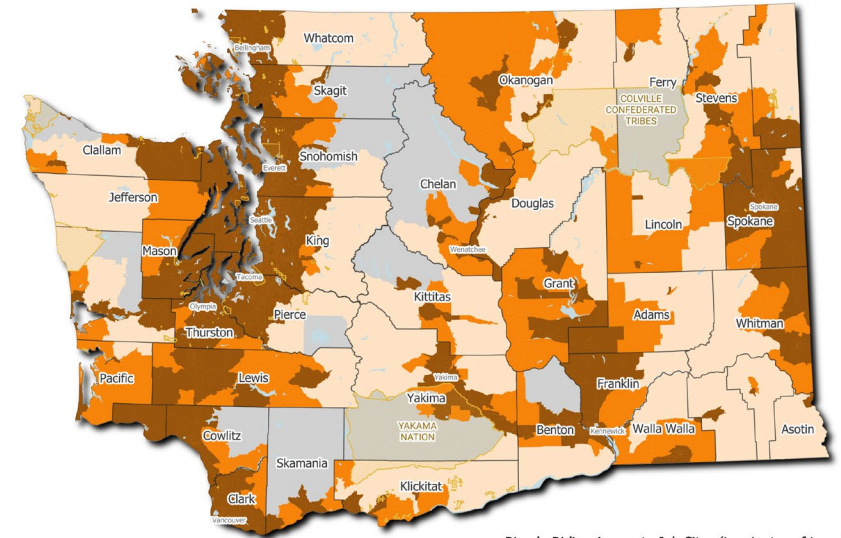 Whatcom
Bellingham
Okanogan
Ferry
Skagit
Stevens
COLVILLE
CONFEDERATED
TRIBES
Clallam
Snohomish
Everett
Chelan
Jefferson
Douglas
Spokane
Seattle
Lincoln
Spokane
King
Mason
Wenatchee
Tacoma
Grant
Kittitas
Olympia
Pierce
Adams
Whitman
Thurston
Pacific
Lewis
Yakima
Franklin
Yakima
YAKAMA
NATION
Benton
Kennewick
Walla Walla
Asotin
Cowlitz
Skamania
Klickitat
Clark
Vancouver